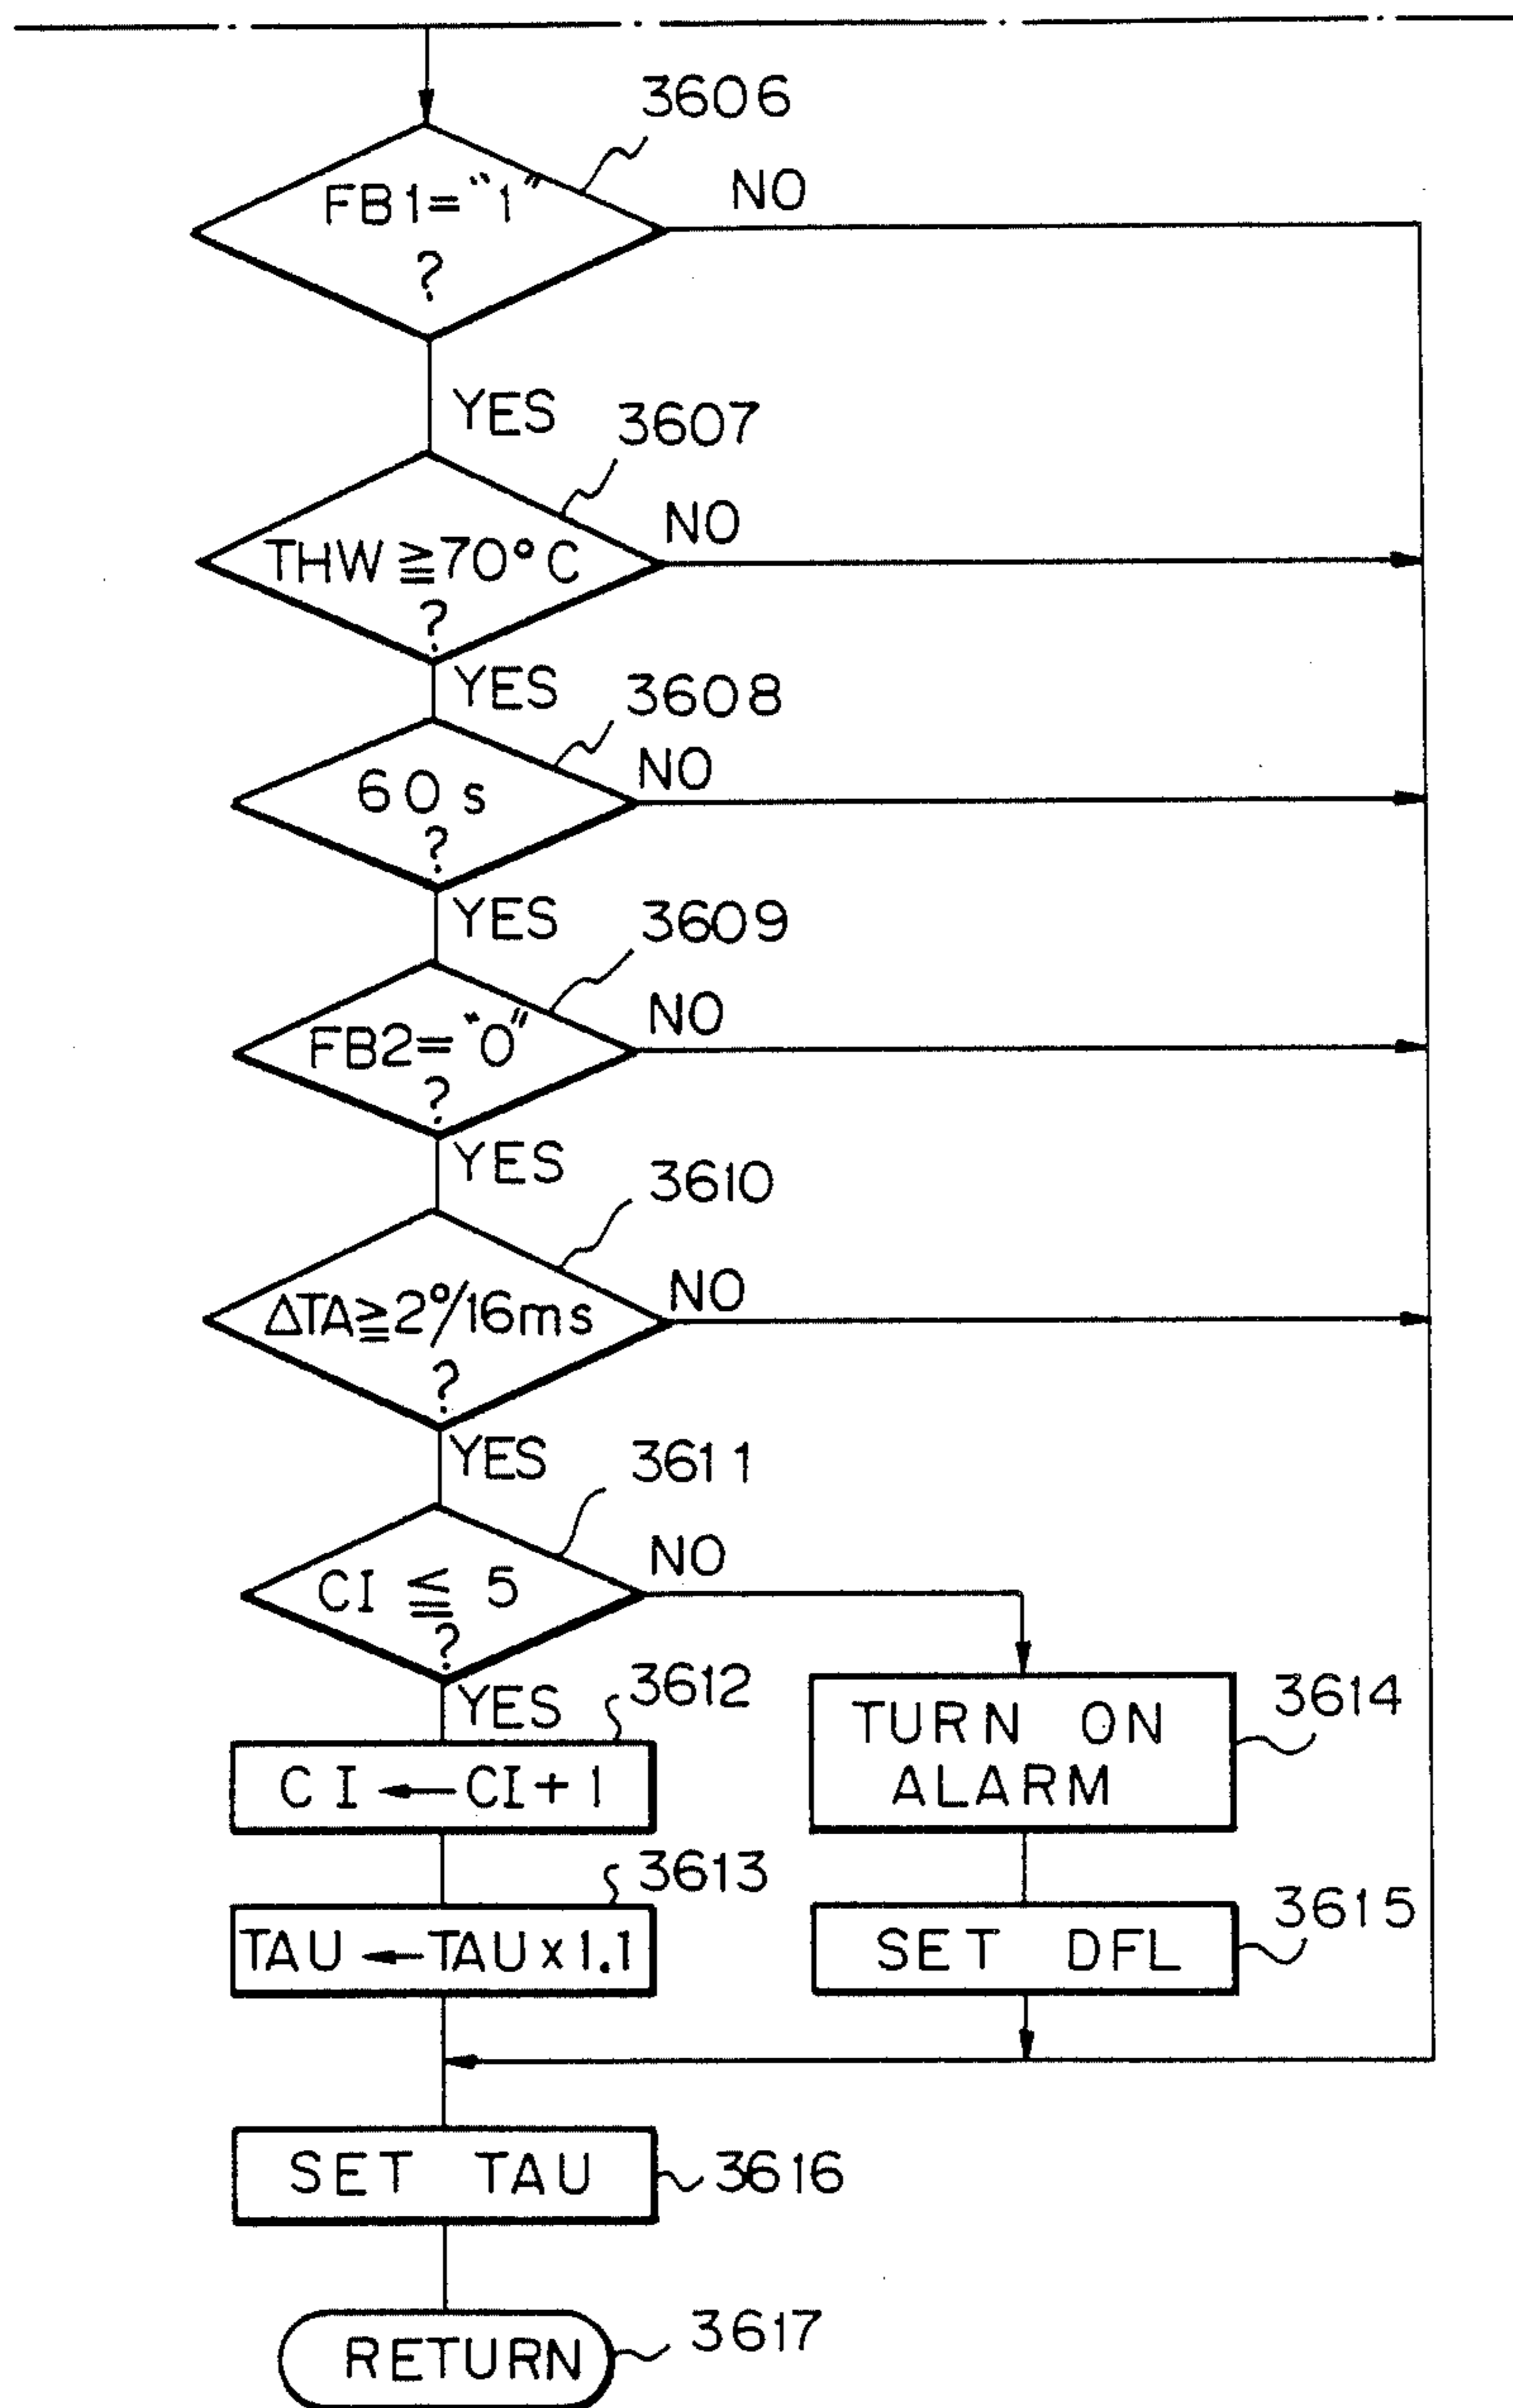 3606
FB1="1"
?
NO
YES
3607
THW≧70°C
?
NO
YES
3608
60s
?
NO
YES
3609
FB2="0"
?
NO
YES
3610
ΔTA≧2°/16ms
?
NO
YES
3611
CI ≦ 5
?
NO
YES
3612
CI ← CI+1
3614
TURN ON
ALARM
3613
TAU ← TAU x 1.1
3615
SET DFL
SET TAU
3616
RETURN
3617